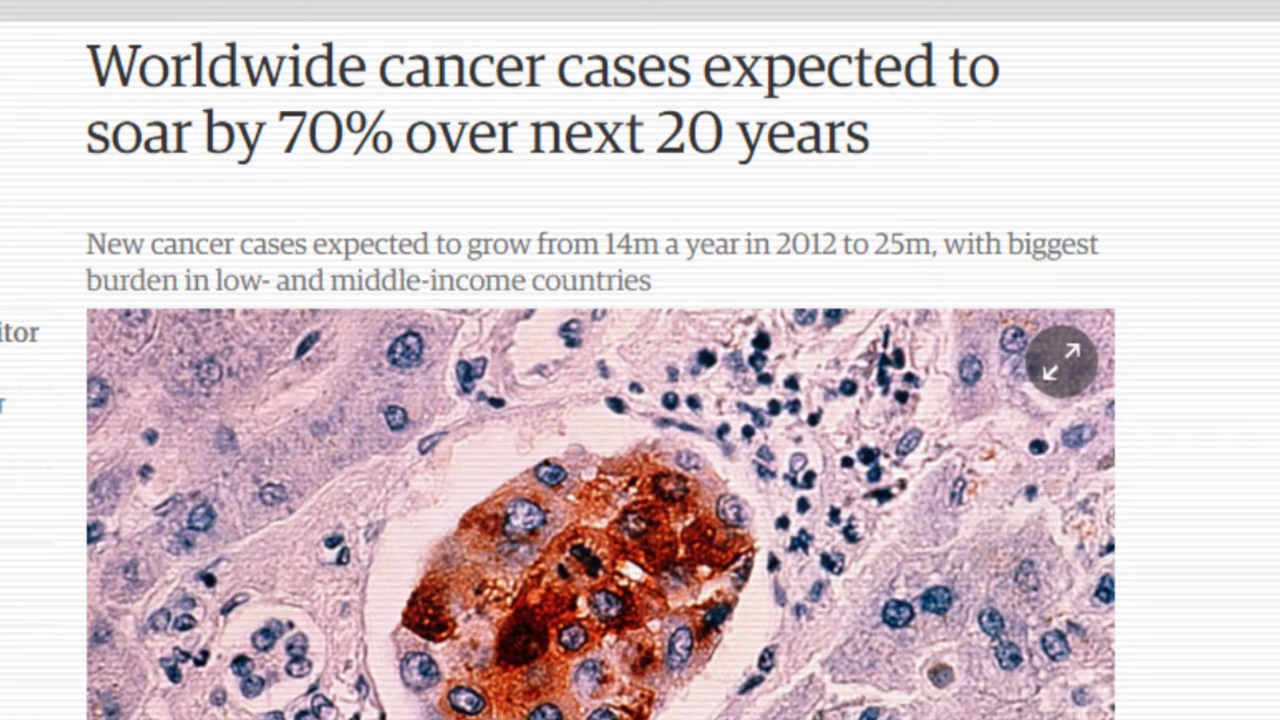 Worldwide cancer cases expected to
soar by 70% over next 20 years
New cancer cases expected to grow from 14m a year in 2012 to 25m, with biggest
burden in low- and middle-income countries
itor
r